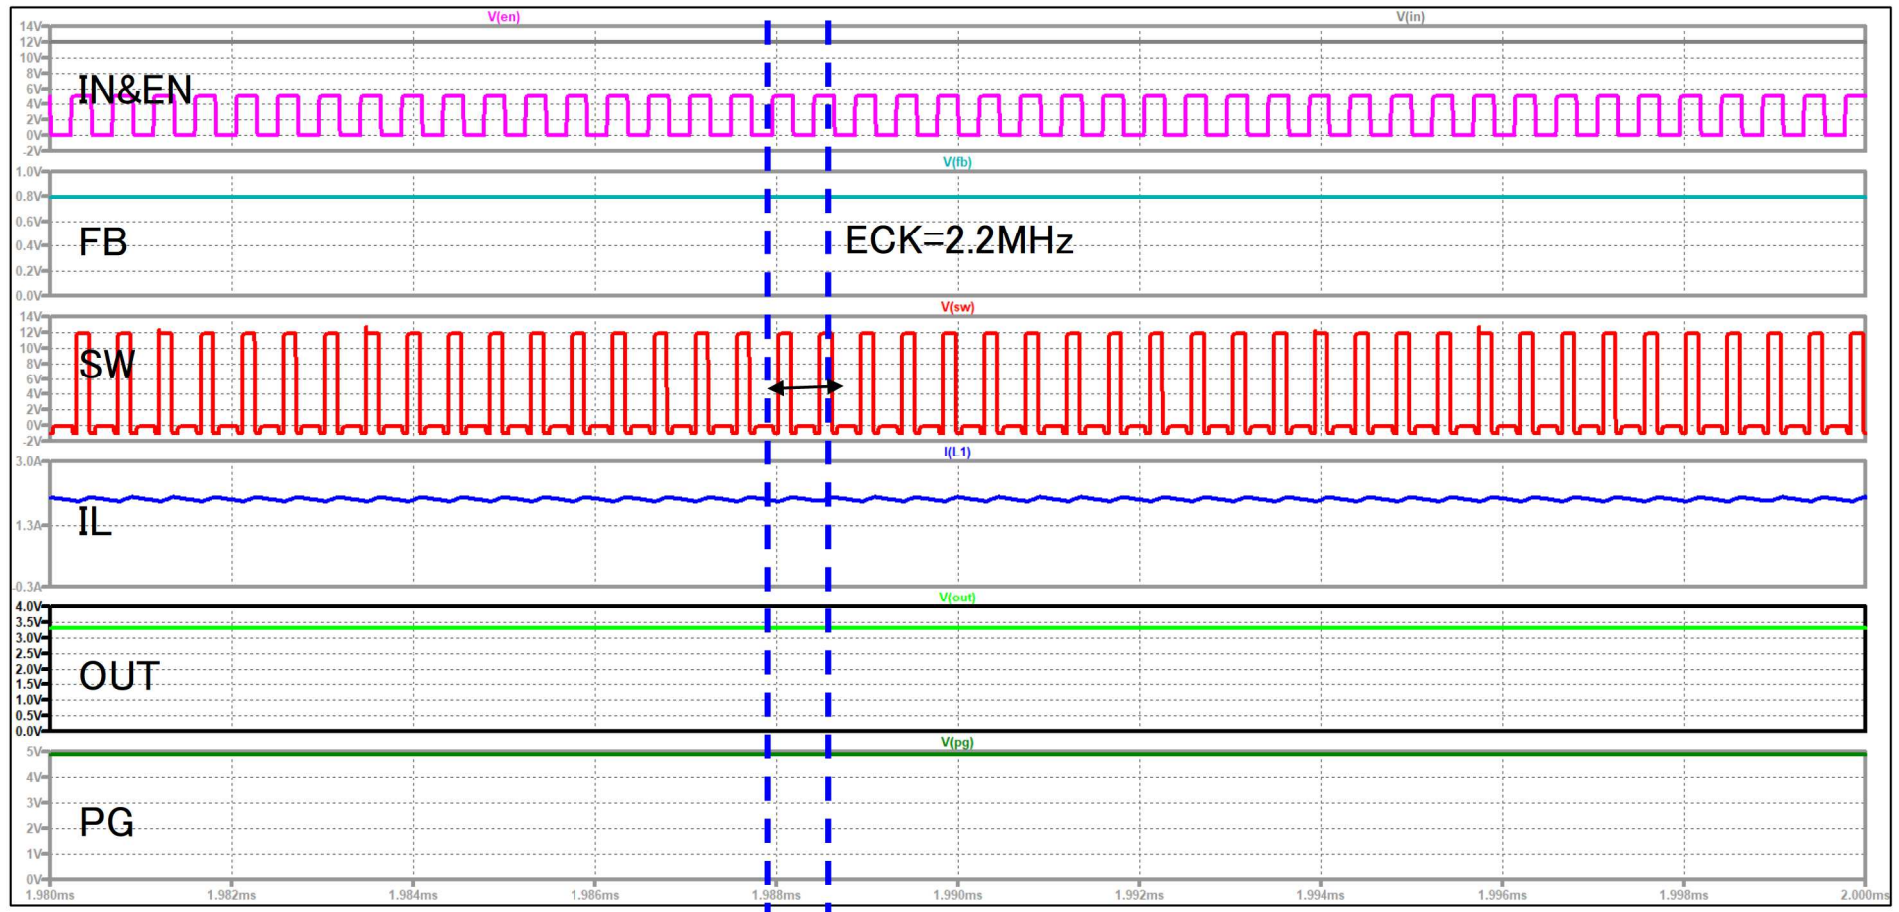 V(en) V(in)
14V
12V
10V
8V
6V
4V
2V
0V
-2V
IN&EN
V(fb)
1.0V
0.8V
0.6V
0.4V
0.2V
0.0V
FB
ECK=2.2MHz
V(sw)
14V
12V
10V
8V
6V
4V
2V
0V
-2V
SW
I(L1)
3.0A
1.3A
-0.3A
IL
V(out)
4.0V
3.5V
3.0V
2.5V
2.0V
1.5V
1.0V
0.5V
0.0V
OUT
V(pg)
5V
4V
3V
2V
1V
0V
PG
1.980ms 1.982ms 1.984ms 1.986ms 1.988ms 1.990ms 1.992ms 1.994ms 1.996ms 1.998ms 2.000ms